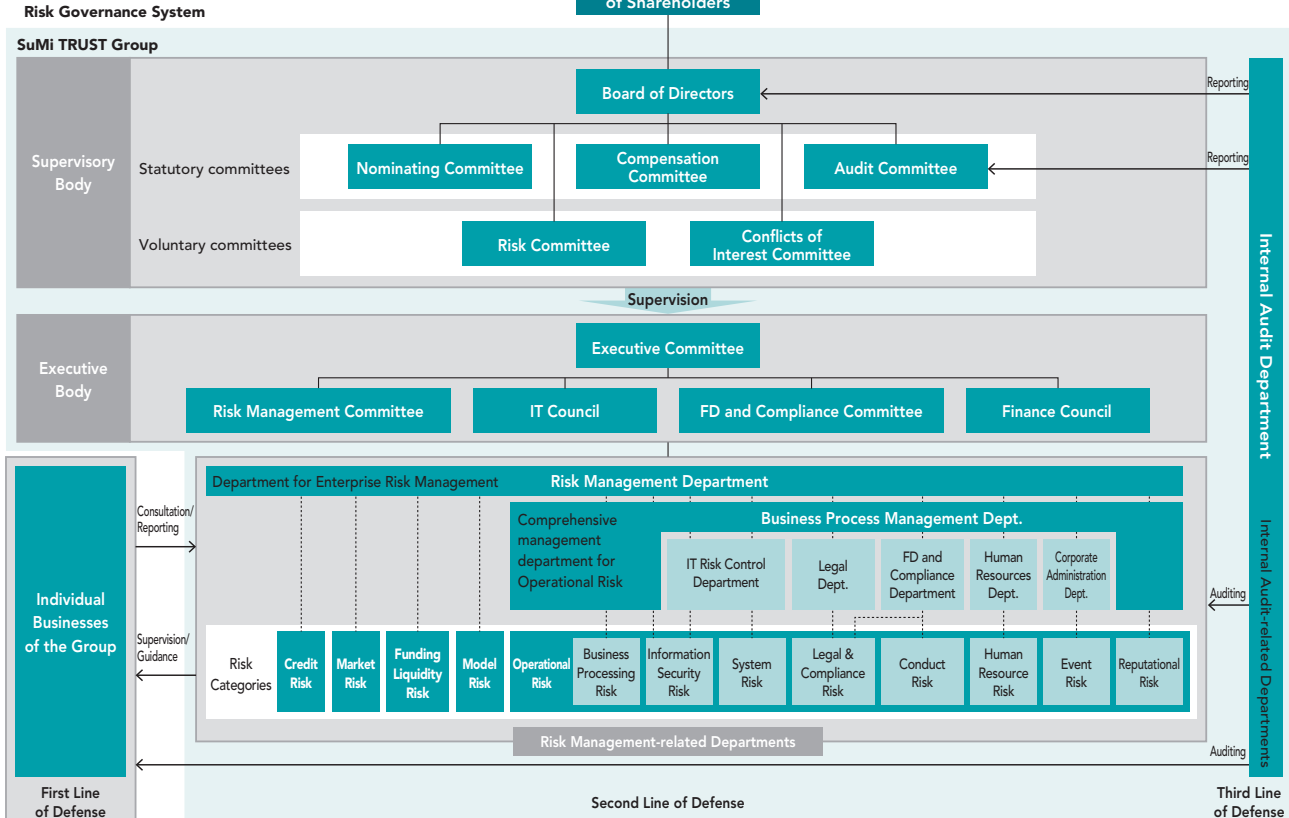 of Shareholders
Risk Governance System
SuMi TRUST Group
Board of Directors
Reporting
Supervisory
Body
Statutory committees
Nominating Committee
Compensation
Committee
Audit Committee
Reporting
Voluntary committees
Risk Committee
Conflicts of
Interest Committee
Supervision
Executive
Body
Executive Committee
Risk Management Committee
IT Council
FD and Compliance Committee
Finance Council
Internal Audit Department
Internal Audit-related Departments
Department for Enterprise Risk Management
Risk Management Department
Consultation/
Reporting
Comprehensive
management
department for
Operational Risk
Business Process Management Dept.
IT Risk Control
Department
Legal
Dept.
FD and
Compliance
Department
Human
Resources
Dept.
Corporate
Administration
Dept.
Auditing
Individual
Businesses
of the Group
Supervision/
Guidance
Risk
Categories
Credit
Risk
Market
Risk
Funding
Liquidity
Risk
Model
Risk
Operational
Risk
Business
Processing
Risk
Information
Security
Risk
System
Risk
Legal &
Compliance
Risk
Conduct
Risk
Human
Resource
Risk
Event
Risk
Reputational
Risk
Risk Management-related Departments
Auditing
First Line
of Defense
Second Line of Defense
Third Line
of Defense